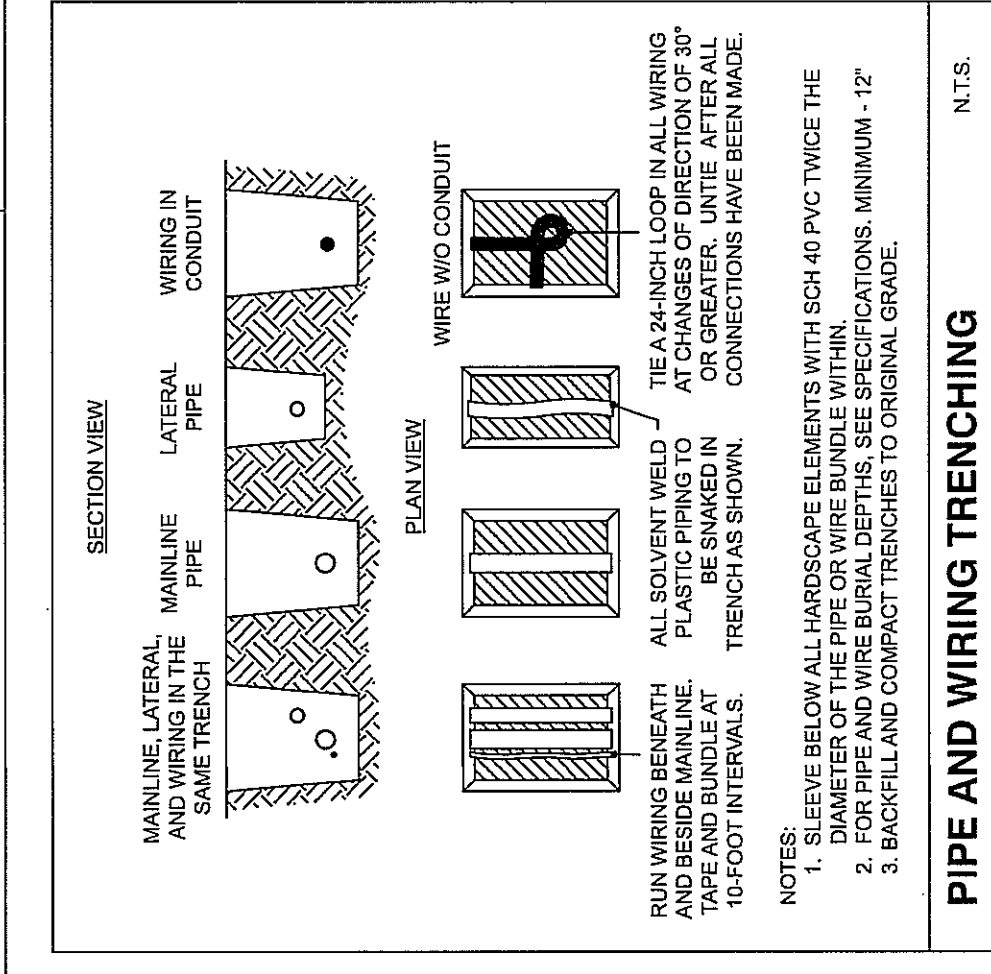 SECTION VIEW
MAINLINE, LATERAL,
AND WIRING IN THE
SAME TRENCH
MAINLINE
PIPE
LATERAL
PIPE
WIRING IN
CONDUIT
PLAN VIEW
WIRE W/O CONDUIT
RUN WIRING BENEATH
AND BESIDE MAINLINE.
TAPE AND BUNDLE AT
10-FOOT INTERVALS.
ALL SOLVENT WELD
PLASTIC PIPING TO
BE SNAKED IN
TRENCH AS SHOWN.
TIE A 24-INCH LOOP IN ALL WIRING
AT CHANGES OF DIRECTION OF 30°
OR GREATER. UNTIE AFTER ALL
CONNECTIONS HAVE BEEN MADE.
NOTES:
1. SLEEVE BELOW ALL HARDSCAPE ELEMENTS WITH SCH 40 PVC TWICE THE
DIAMETER OF THE PIPE OR WIRE BUNDLE WITHIN.
2. FOR PIPE AND WIRE BURIAL DEPTHS, SEE SPECIFICATIONS. MINIMUM - 12"
3. BACKFILL AND COMPACT TRENCHES TO ORIGINAL GRADE.
PIPE AND WIRING TRENCHING
N.T.S.